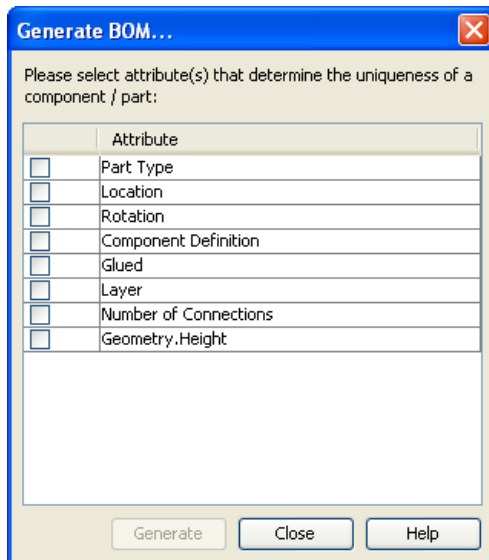 Generate BOM...
Please select attribute(s) that determine the uniqueness of a
component / part:
Attribute
Part Type
Location
Rotation
Component Definition
Glued
Layer
Number of Connections
Geometry.Height
Generate Close Help